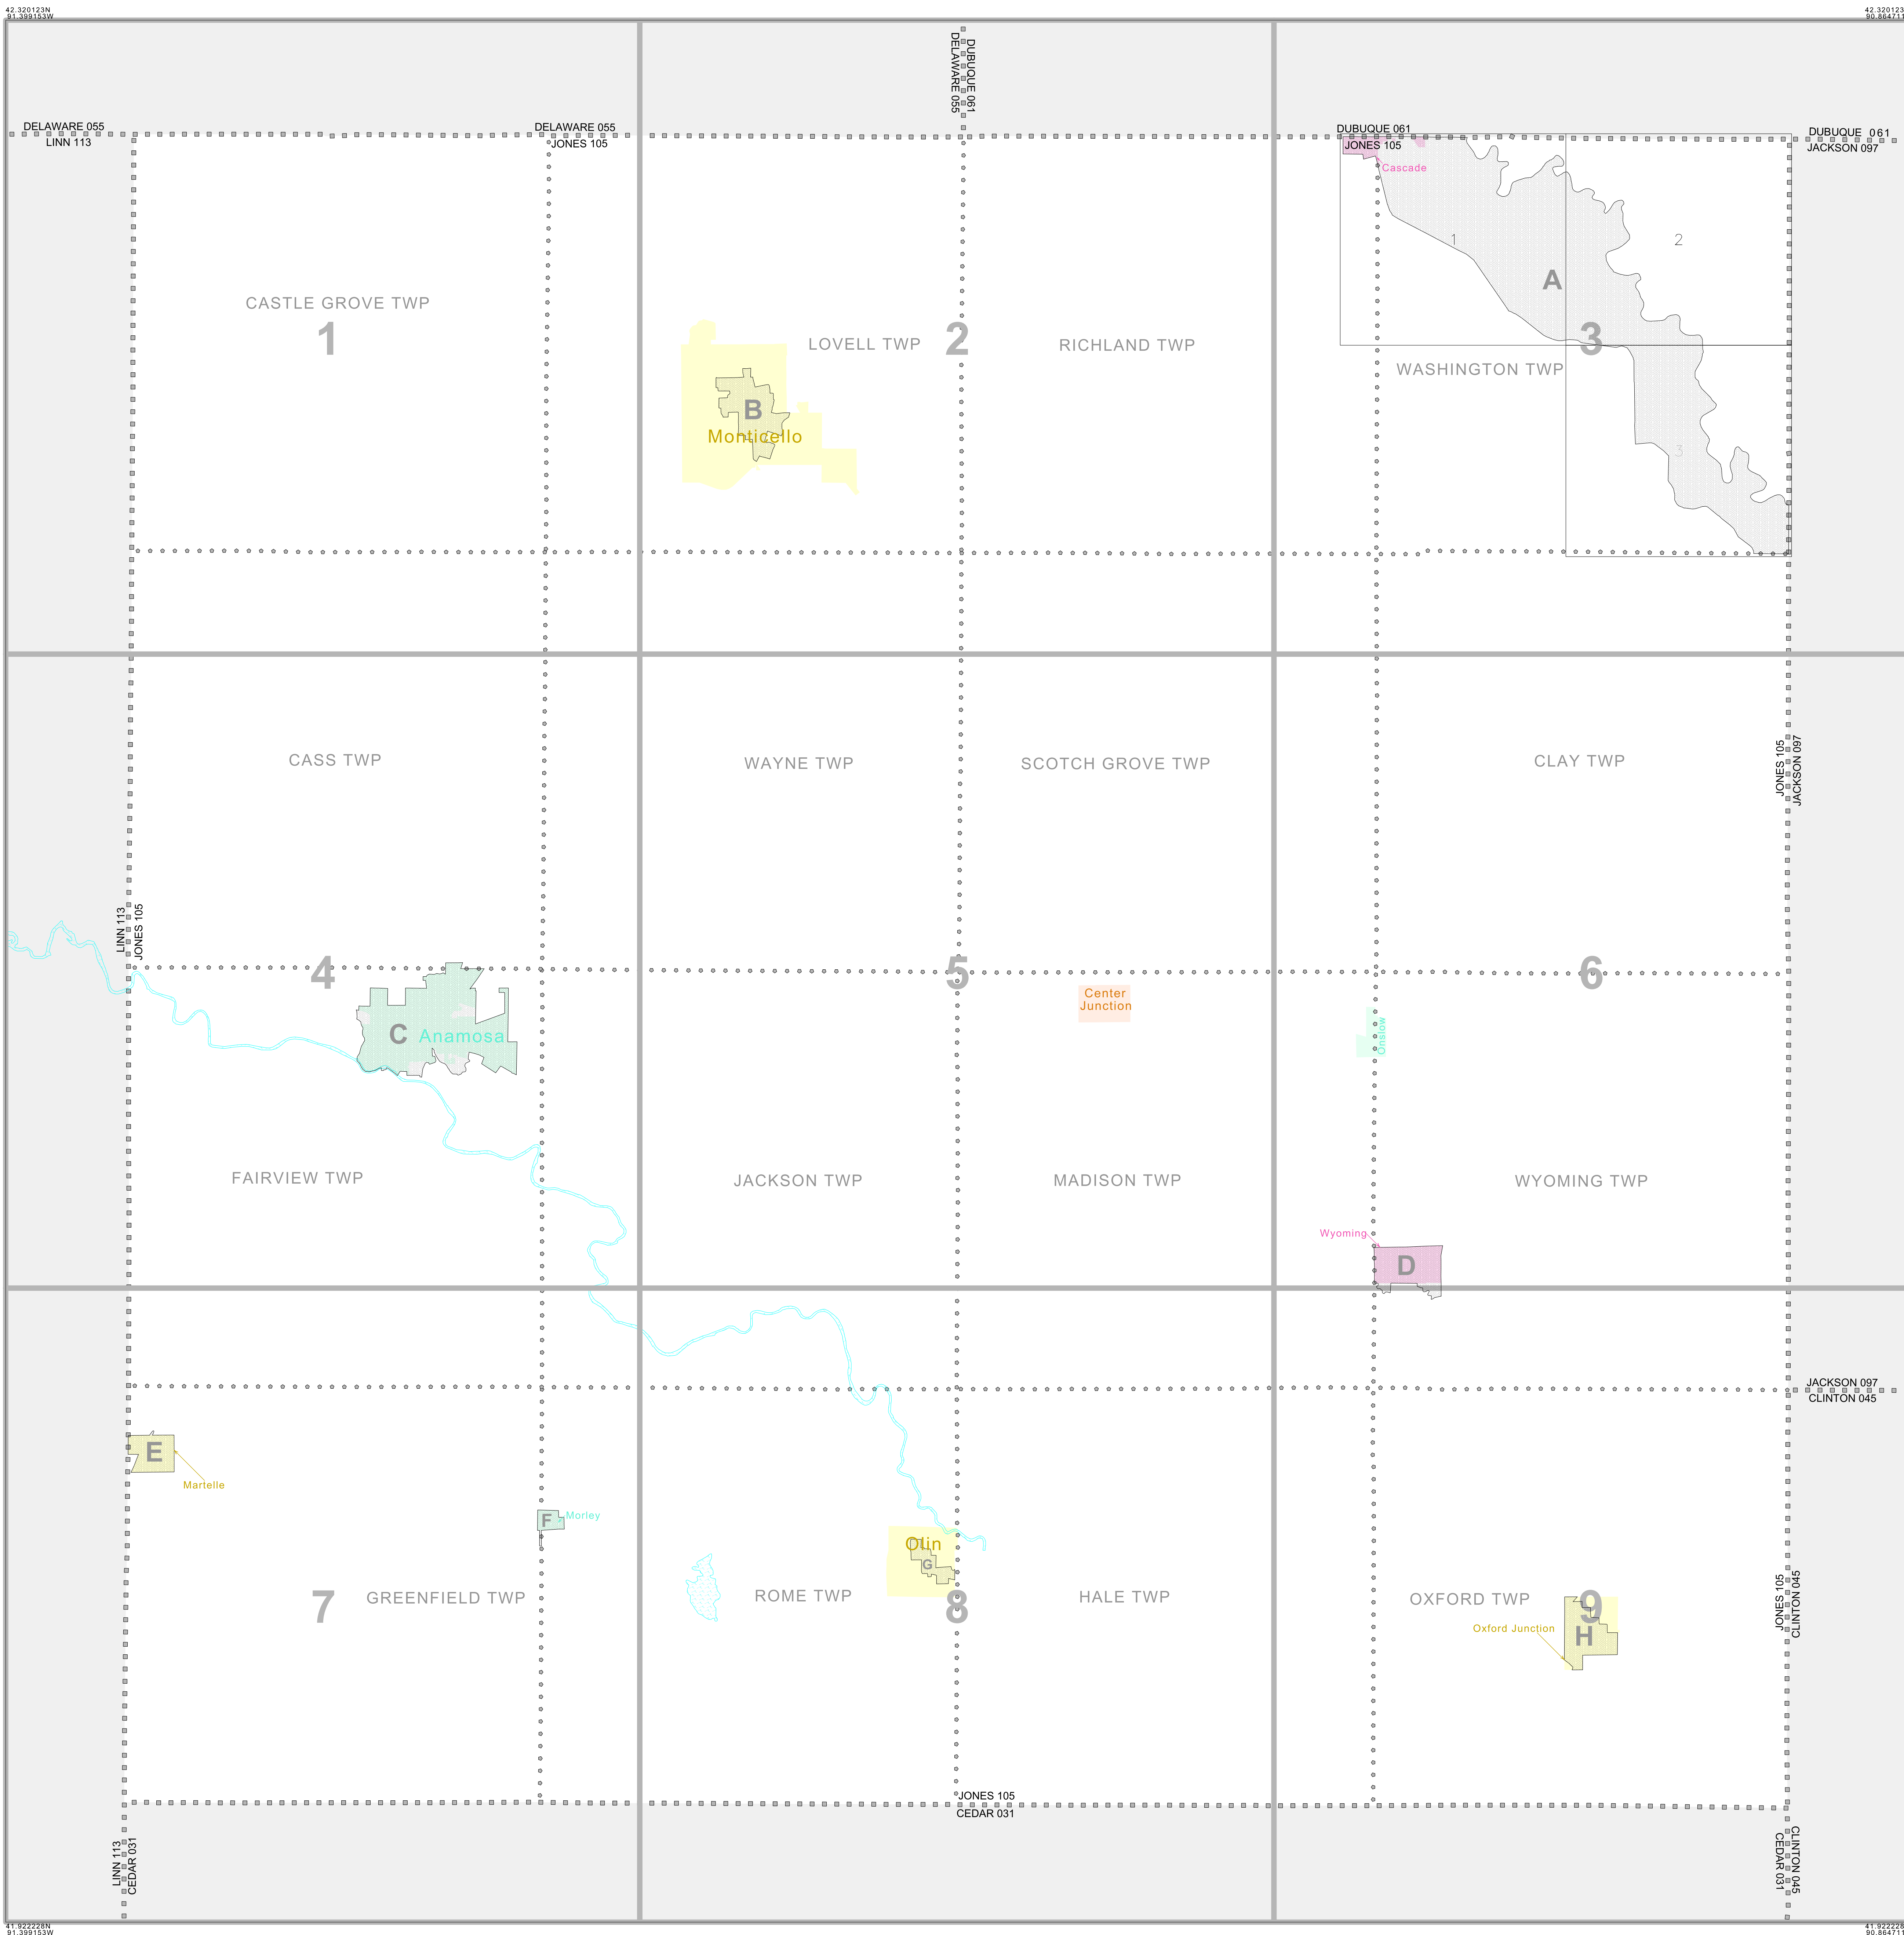 42.320123N
91.399153W
42.320123
90.864711
DELAWARE 055
DUBUQUE 061
DELAWARE 055
LINN 113
DELAWARE 055
JONES 105
DUBUQUE 061
JONES 105
DUBUQUE 061
JACKSON 097
Cascade
1
2
A
CASTLE GROVE TWP
1
LOVELL TWP
2
RICHLAND TWP
3
WASHINGTON TWP
B
Monticello
3
CASS TWP
WAYNE TWP
SCOTCH GROVE TWP
CLAY TWP
JONES 105
JACKSON 097
LINN 113
JONES 105
4
5
6
Center
Junction
C
Anamosa
Onslow
FAIRVIEW TWP
JACKSON TWP
MADISON TWP
WYOMING TWP
Wyoming
D
JACKSON 097
CLINTON 045
E
Martelle
F
Morley
Olin
G
7
GREENFIELD TWP
ROME TWP
8
HALE TWP
OXFORD TWP
9
Oxford Junction
H
JONES 105
CLINTON 045
JONES 105
CEDAR 031
LINN 113
CEDAR 031
CLINTON 045
CEDAR 031
41.922228N
91.399153W
41.922228
90.864711